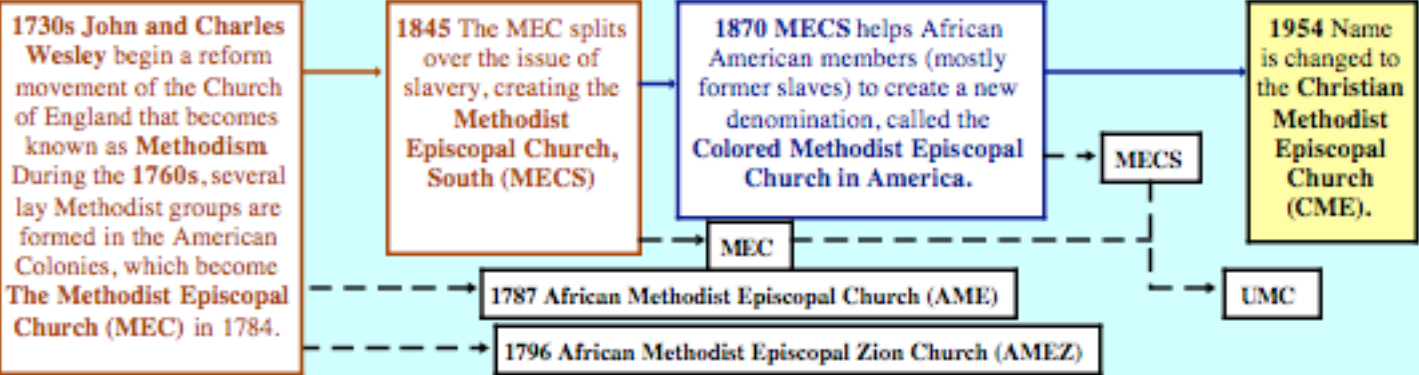 1730s John and Charles
Wesley begin a reform
movement of the Church
of England that becomes
known as Methodism
During the 1760s, several
lay Methodist groups are
formed in the American
Colonies, which become
The Methodist Episcopal
Church (MEC) in 1784.
1845 The MEC splits
over the issue of
slavery, creating the
Methodist
Episcopal Church,
South (MECS)
1870 MECS helps African
American members (mostly
former slaves) to create a new
denomination, called the
Colored Methodist Episcopal
Church in America.
1954 Name
is changed to
the Christian
Methodist
Episcopal
Church
(CME).
MECS
MEC
UMC
1787 African Methodist Episcopal Church (AME)
1796 African Methodist Episcopal Zion Church (AMEZ)